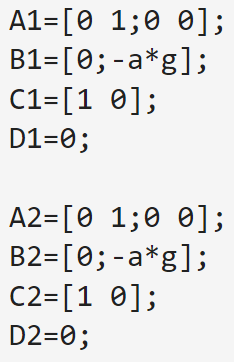 A1=[0 1;0 0];
B1=[0;-a*g];
C1=[1 0];
D1=0;

A2=[0 1;0 0];
B2=[0;-a*g];
C2=[1 0];
D2=0;